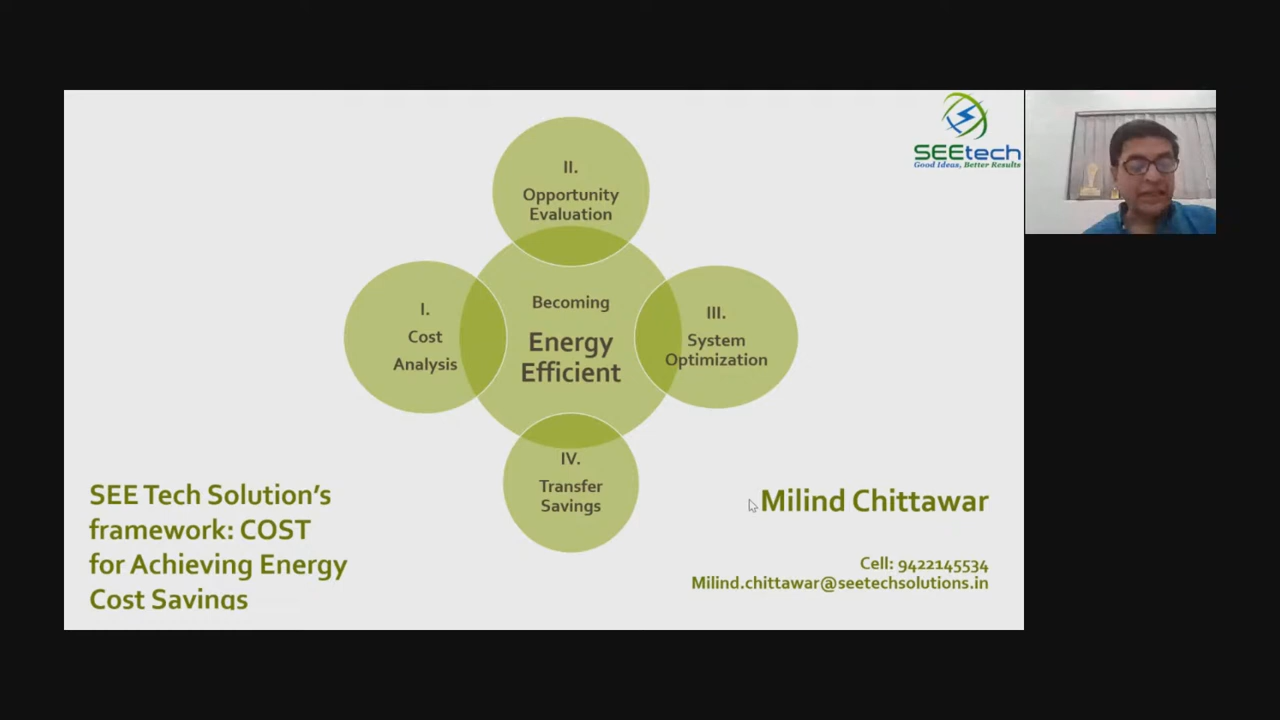 SEEtech
Good Ideas, Better Results
II.
Opportunity
Evaluation
I.
Cost
Analysis
Becoming
Energy
Efficient
III.
System
Optimization
IV.
Transfer
Savings
SEE Tech Solution's
framework: COST
for Achieving Energy
Cost Savings
Milind Chittawar
Cell: 9422145534
Milind.chittawar@seetechsolutions.in